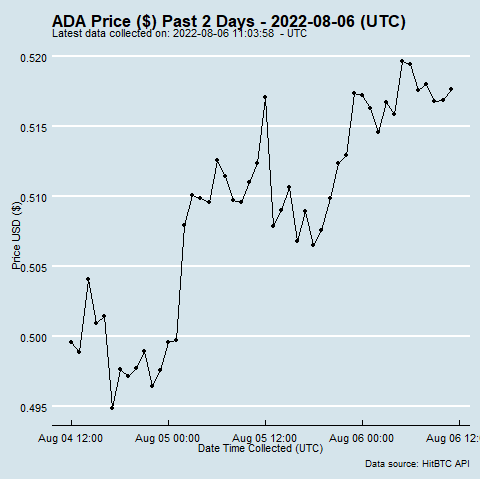 ADA Price ($) Past 2 Days - 2022-08-06 (UTC)
Latest data collected on: 2022-08-06 11:03:58  - UTC
0.520
0.515
0.510
0.505
0.500
0.495
Price USD ($)
Aug 04 12:00 Aug 05 00:00 Aug 05 12:00 Aug 06 00:00 Aug 06 12:
Date Time Collected (UTC)
Data source: HitBTC API